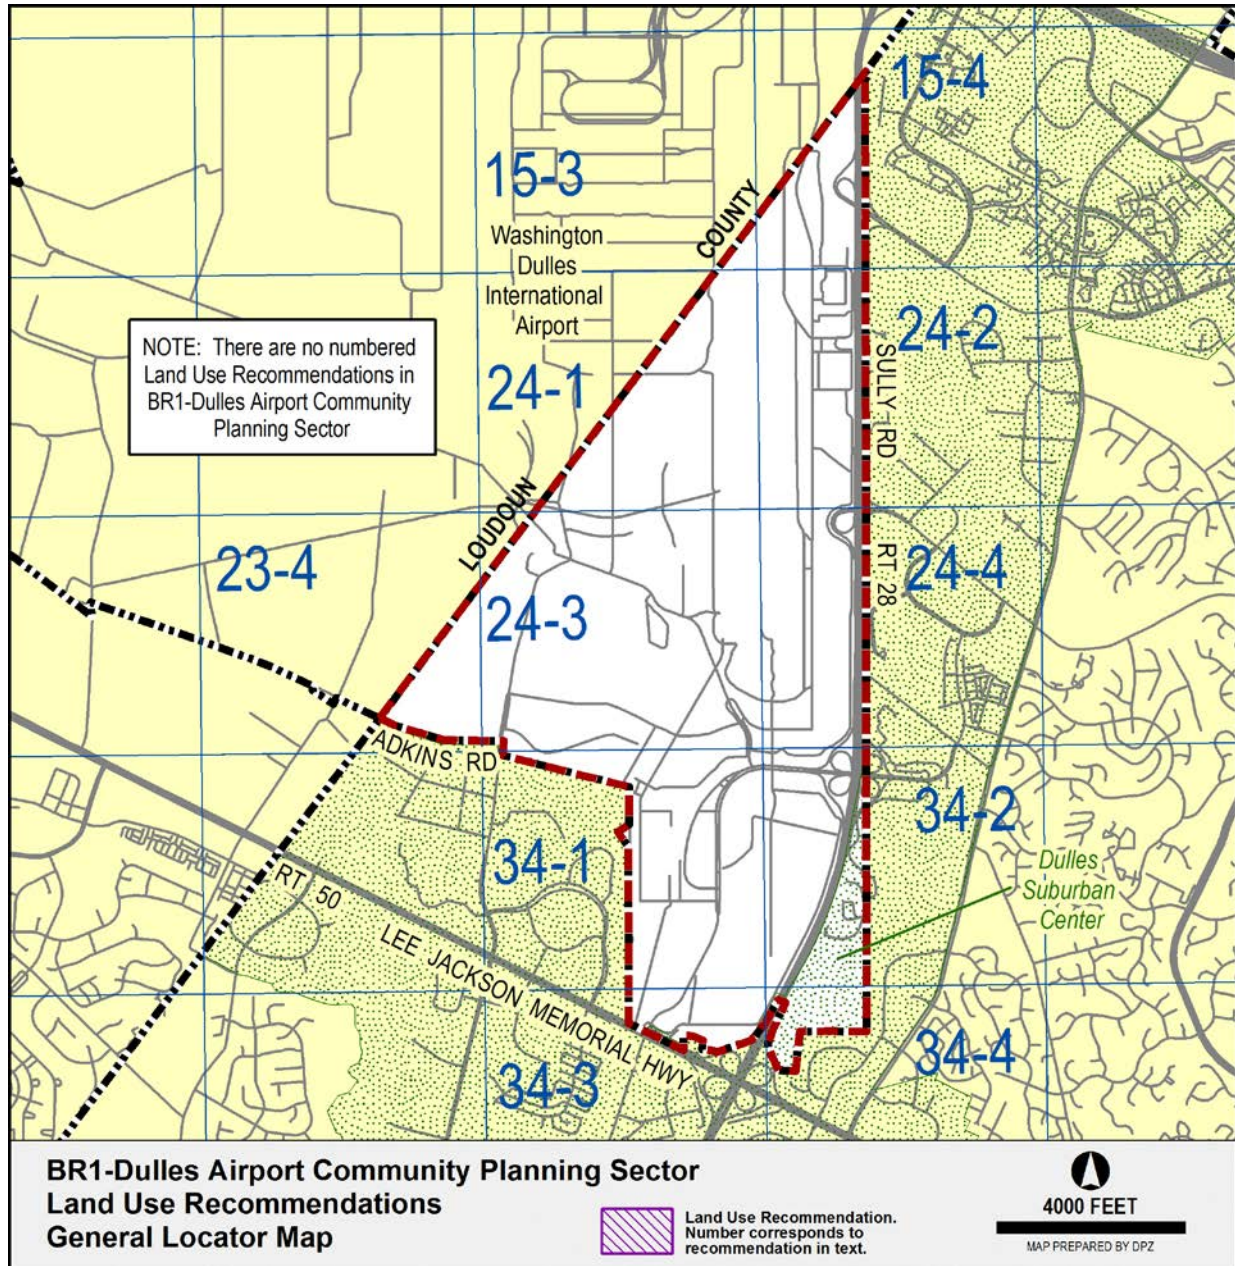 15-4
15-3
COUNTY
Washington
Dulles
International
Airport
24-2
NOTE: There are no numbered
Land Use Recommendations in
BR1-Dulles Airport Community
Planning Sector
24-1
SULLY RD
LOUDOUN
RT 28
23-4
24-4
24-3
ADKINS RD
34-2
34-1
Dulles
Suburban
Center
RT 50
LEE JACKSON MEMORIAL HWY
34-4
34-3
BR1-Dulles Airport Community Planning Sector
Land Use Recommendations
General Locator Map
Land Use Recommendation.
Number corresponds to
recommendation in text.
4000 FEET
MAP PREPARED BY DPZ